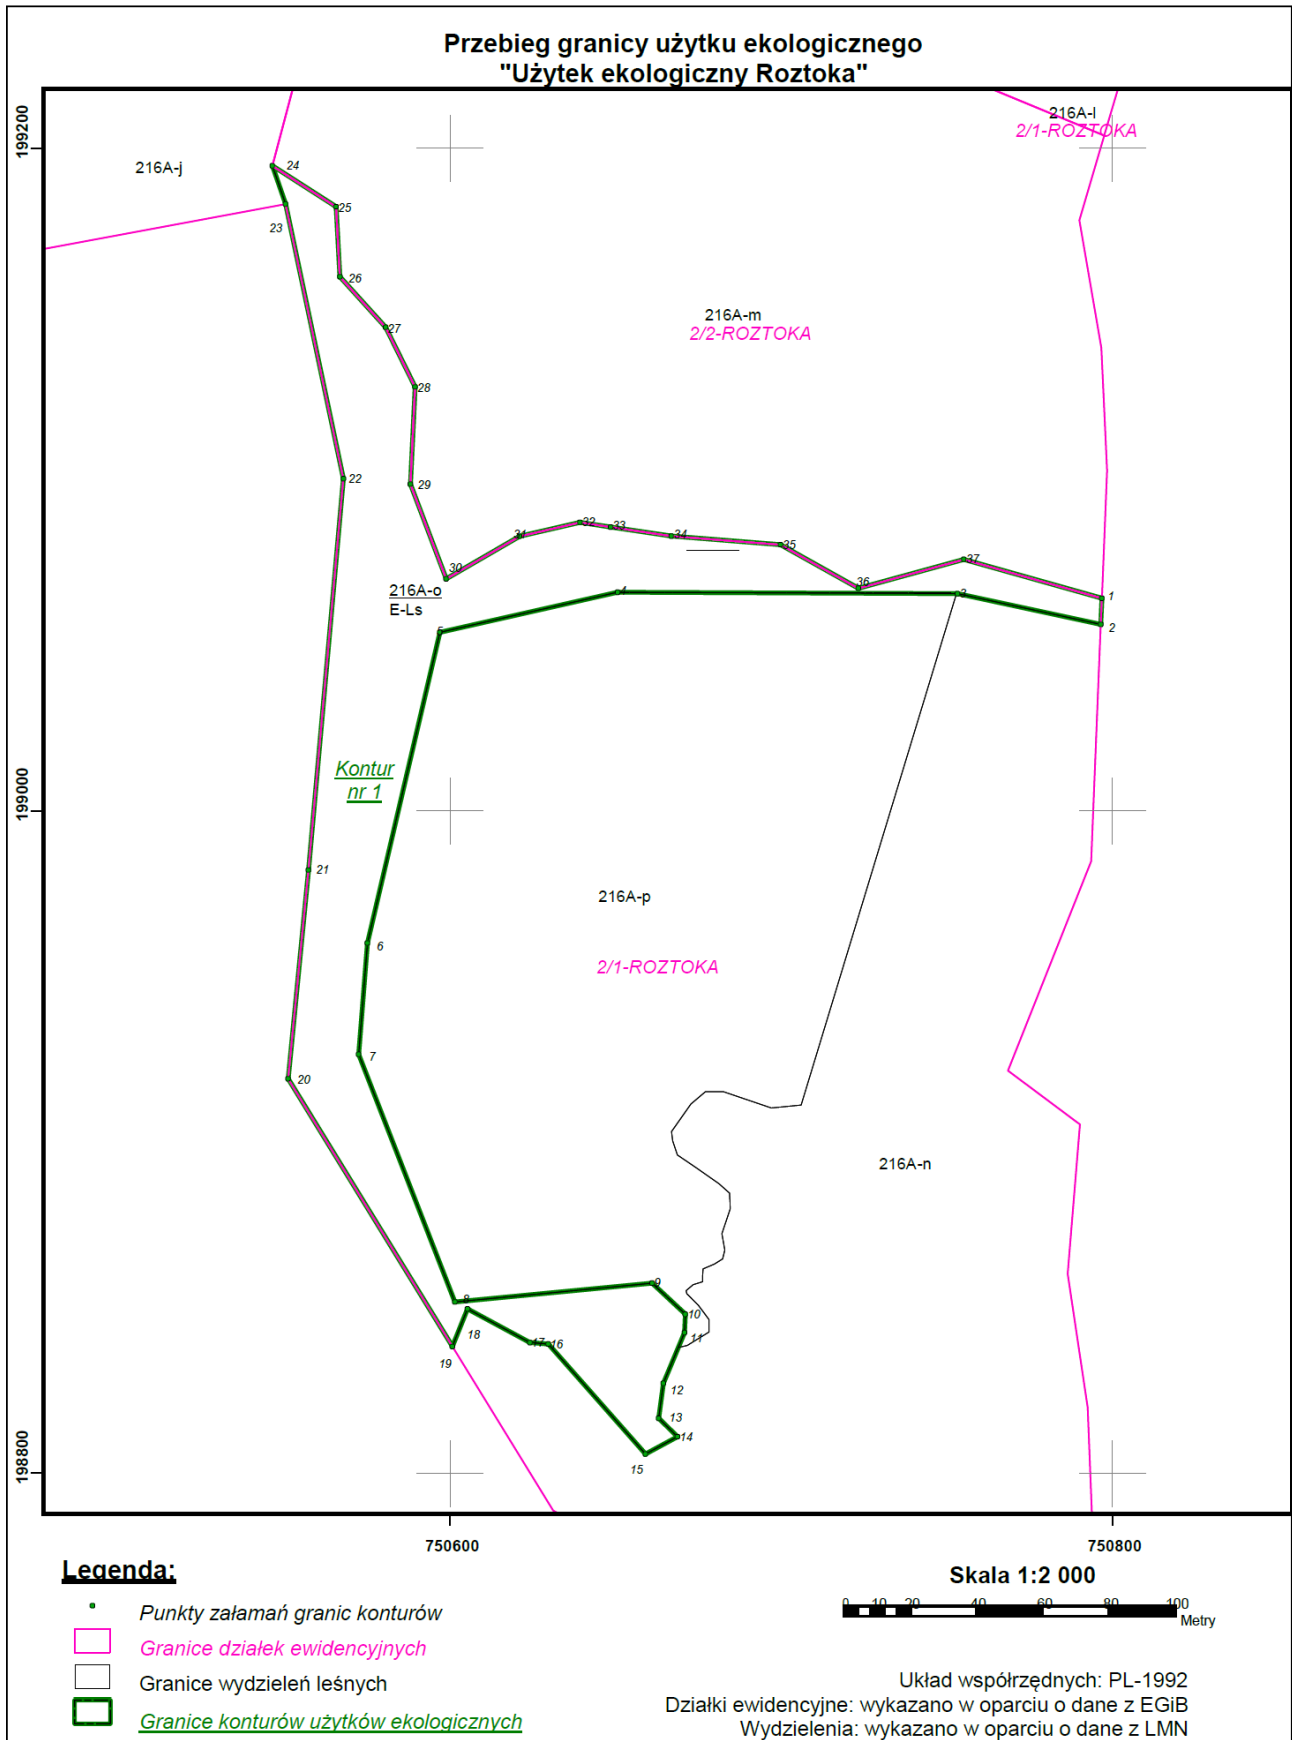 Przebieg granicy użytku ekologicznego
"Użytek ekologiczny Roztoka"
199200
199000
198800
216A-j
216A-l
2/1-ROZTOKA
24
25
23
26
216A-m
2/2-ROZTOKA
27
28
22
29
32
33
31
34
35
37
30
36
216A-o
E-Ls
4
3
1
2
5
Kontur
nr 1
21
216A-p
6
2/1-ROZTOKA
7
20
216A-n
9
8
10
18
11
17
16
19
12
13
14
15
750600
750800
Legenda:
Punkty załamań granic konturów
Granice działek ewidencyjnych
Granice wydzieleń leśnych
Granice konturów użytków ekologicznych
Skala 1:2 000
0 10 20 40 60 80 100
Metry
Układ współrzędnych: PL-1992
Działki ewidencyjne: wykazano w oparciu o dane z EGiB
Wydzielenia: wykazano w oparciu o dane z LMN